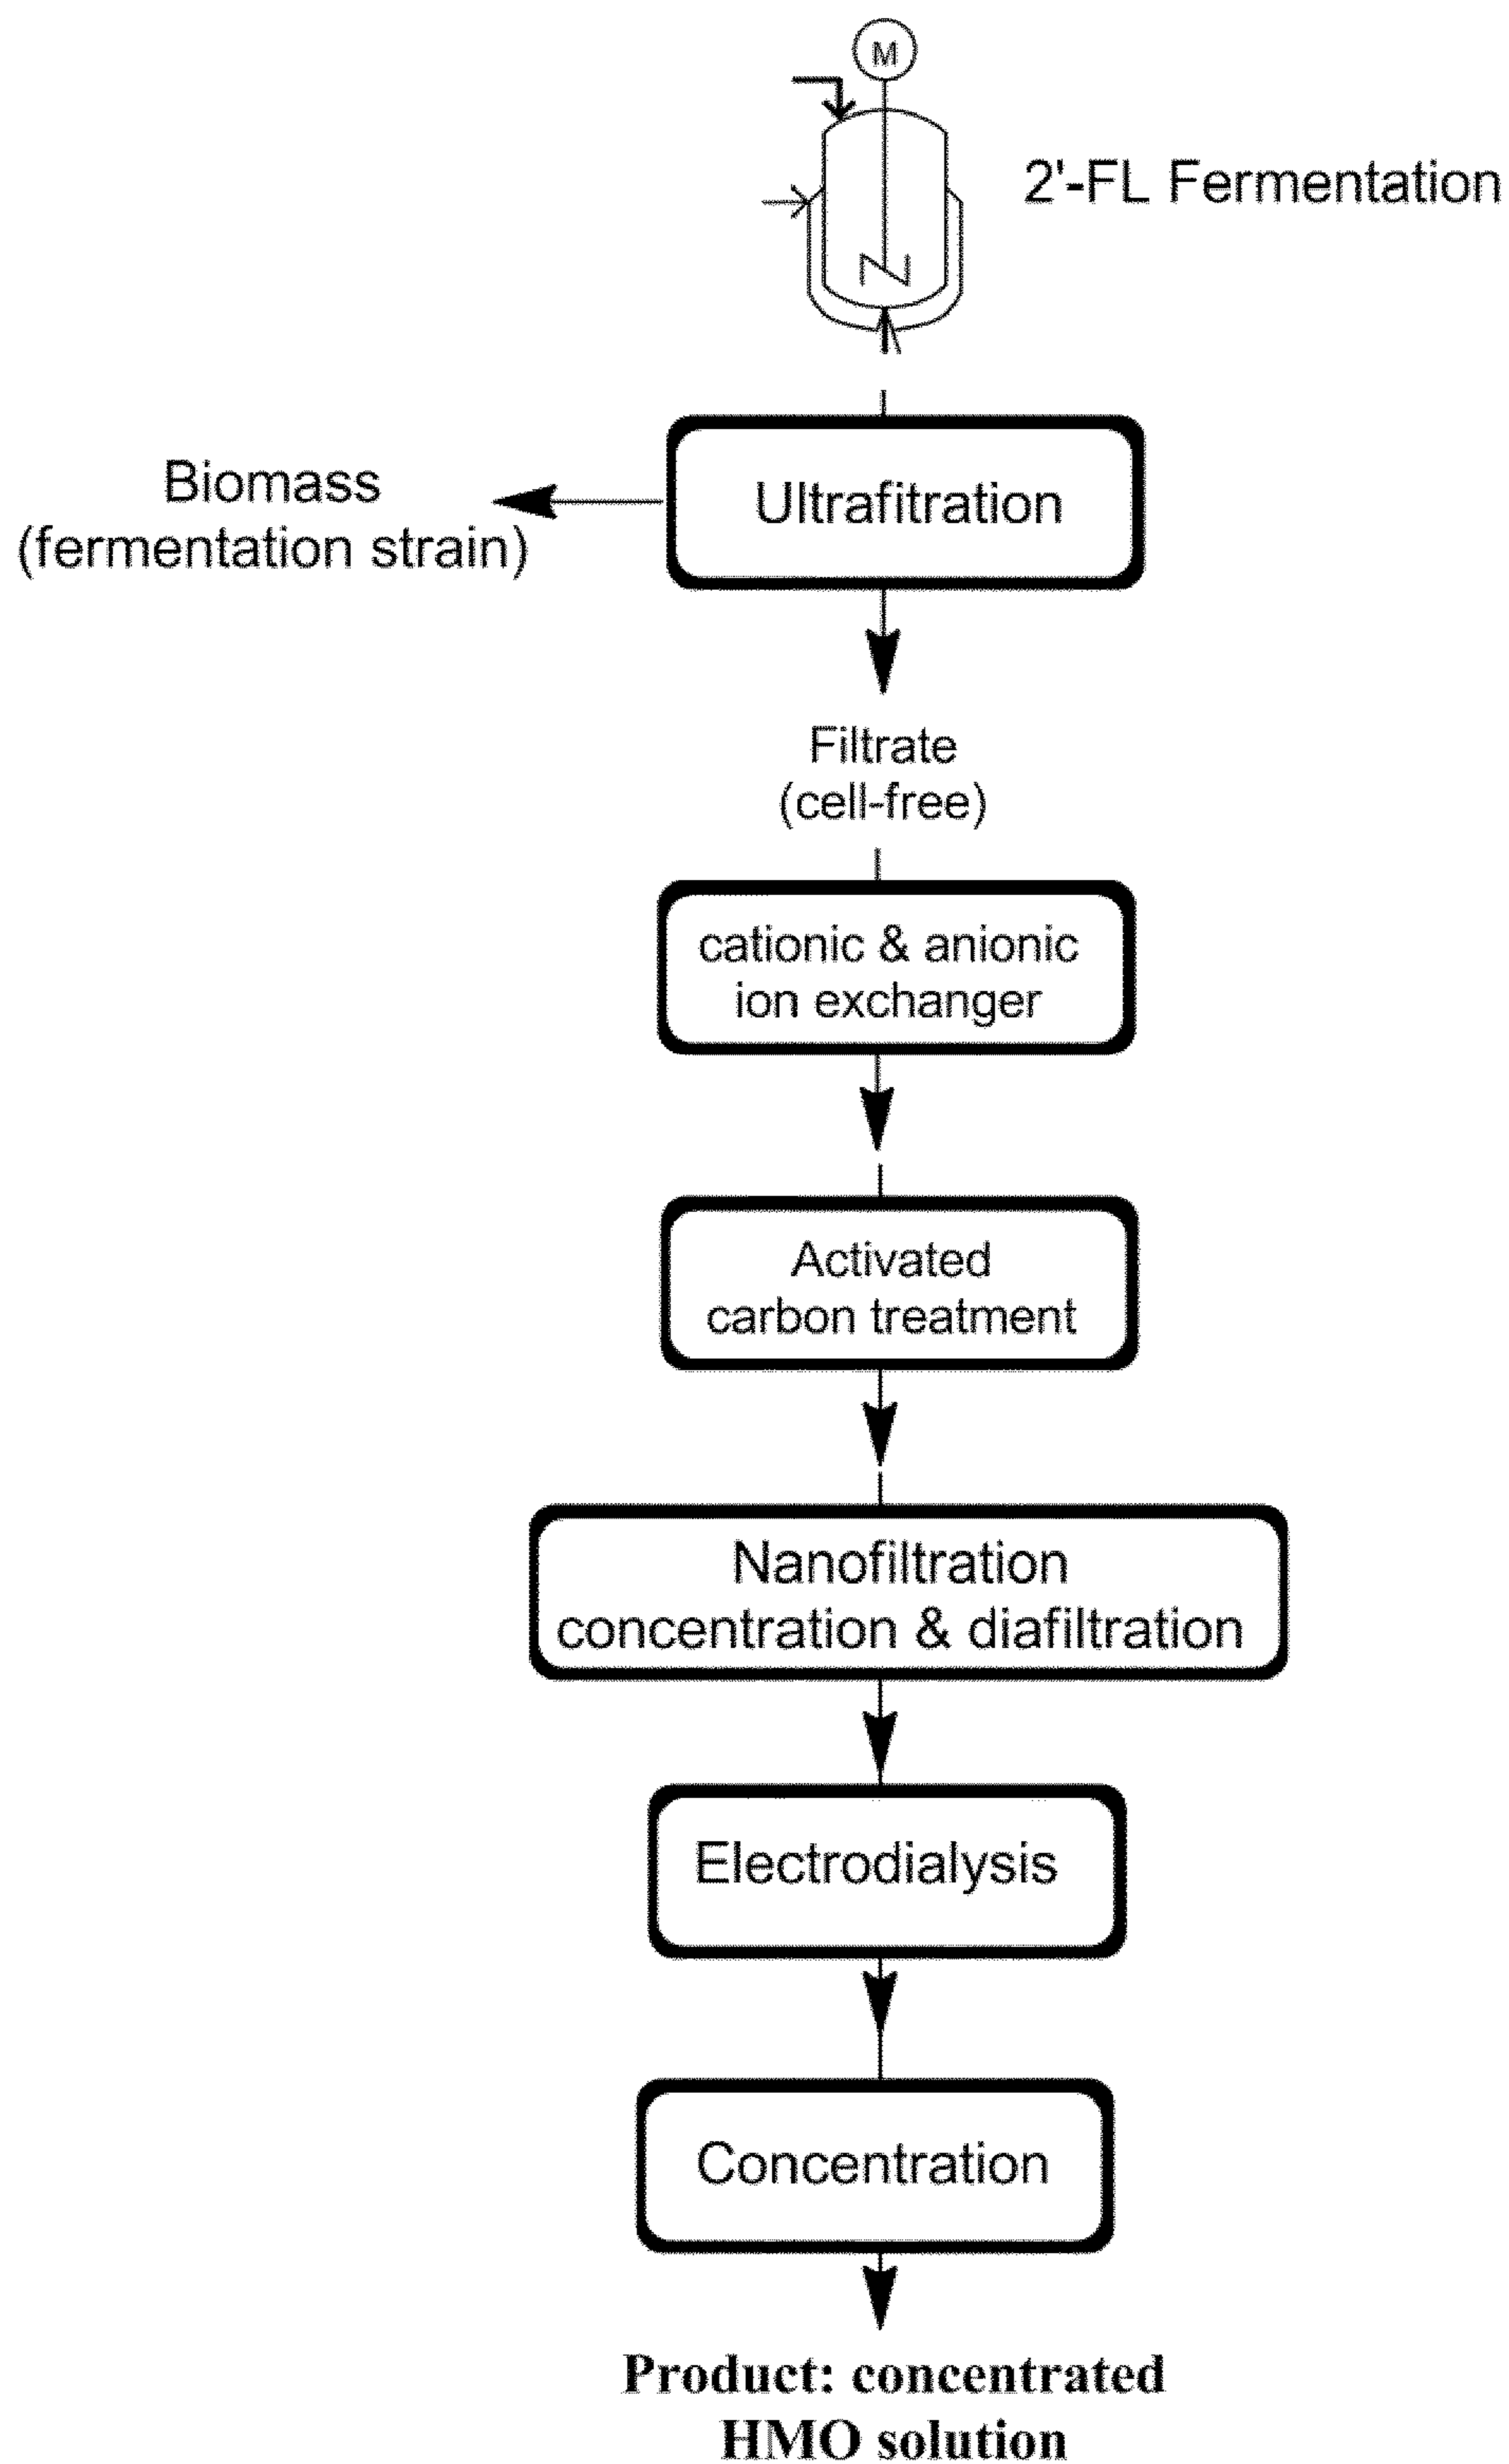 M
2'-FL Fermentation
Ultrafitration
Biomass
(fermentation strain)
Filtrate
(cell-free)
cationic & anionic
ion exchanger
Activated
carbon treatment
Nanofiltration
concentration & diafiltration
Electrodialysis
Concentration
Product: concentrated
HMO solution